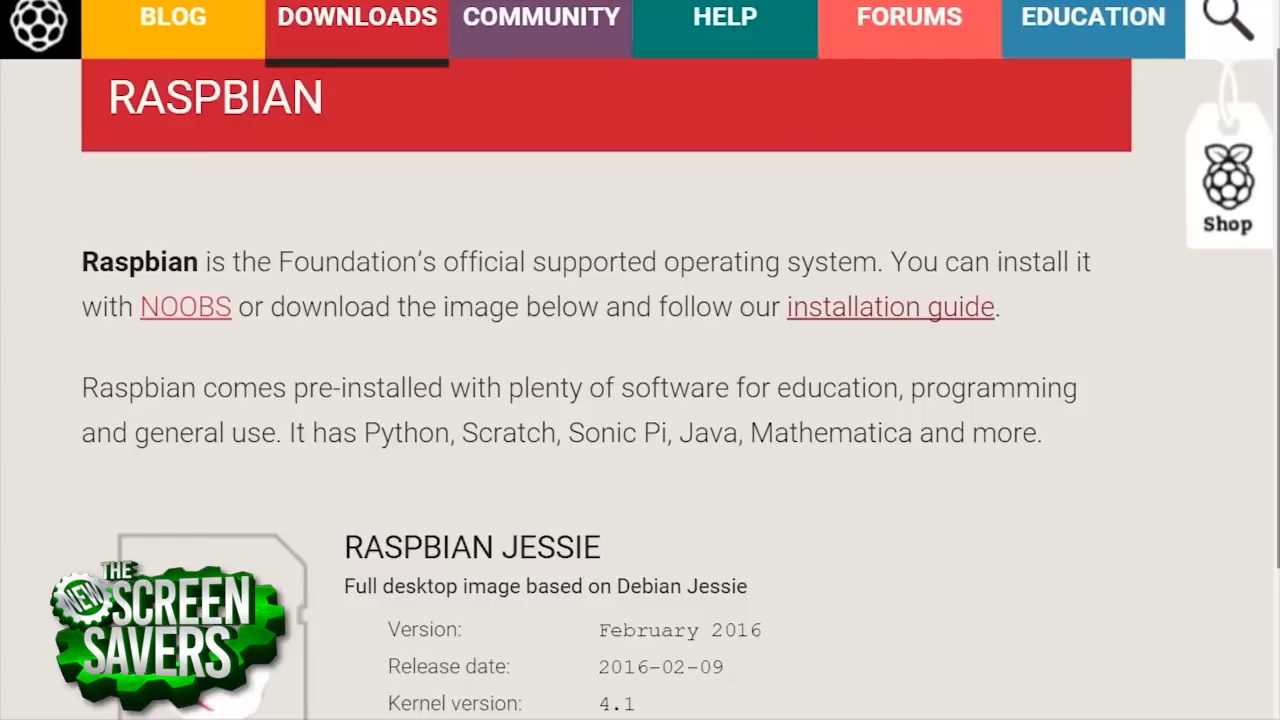 BLOG DOWNLOADS COMMUNITY HELP FORUMS EDUCATION
RASPBIAN
Shop
Raspbian is the Foundation’s official supported operating system. You can install it
with NOOBS or download the image below and follow our installation guide.
Raspbian comes pre-installed with plenty of software for education, programming
and general use. It has Python, Scratch, Sonic Pi, Java, Mathematica and more.
RASPBIAN JESSIE
Full desktop image based on Debian Jessie
Version: February 2016
Release date: 2016-02-09
Kernel version: 4.1
THE
NEW SCREEN
SAVERS